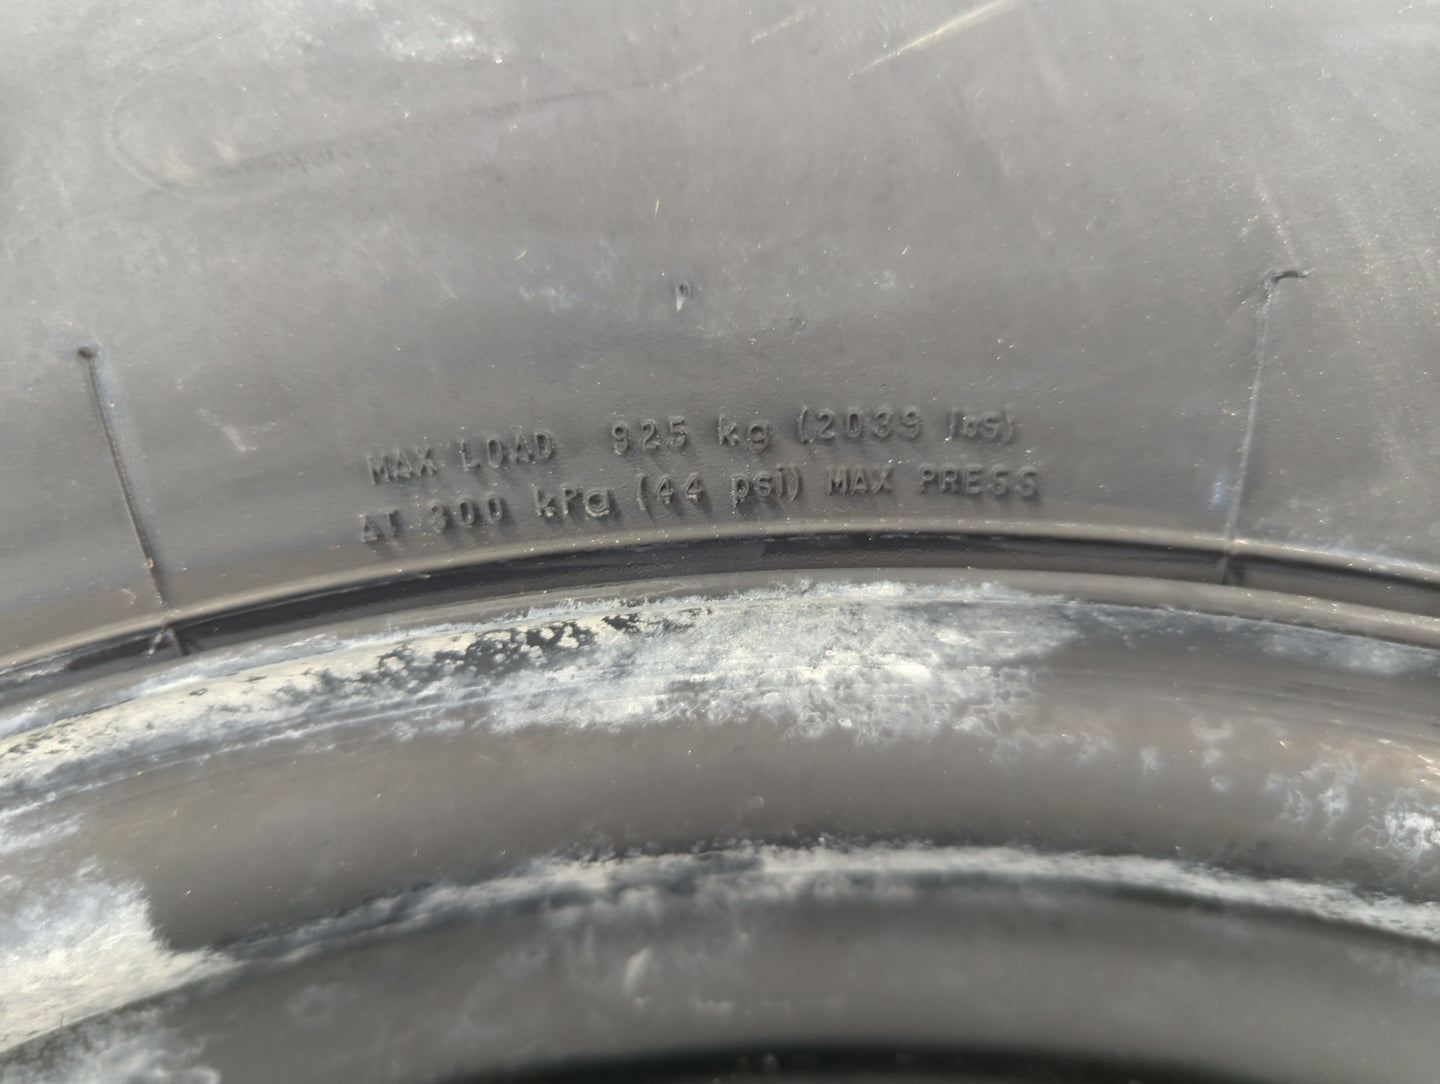 MAX LOAD 925 kg (2039 lbs)
AT 300 kPa (44 psi) MAX PRESS